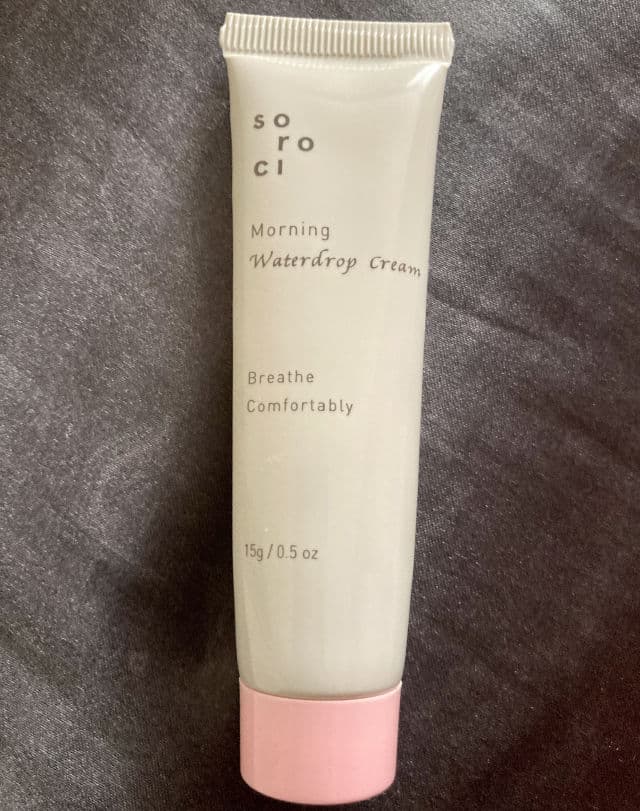 so
ro
ci
Morning
Waterdrop Cream
Breathe
Comfortably
15g / 0.5 oz